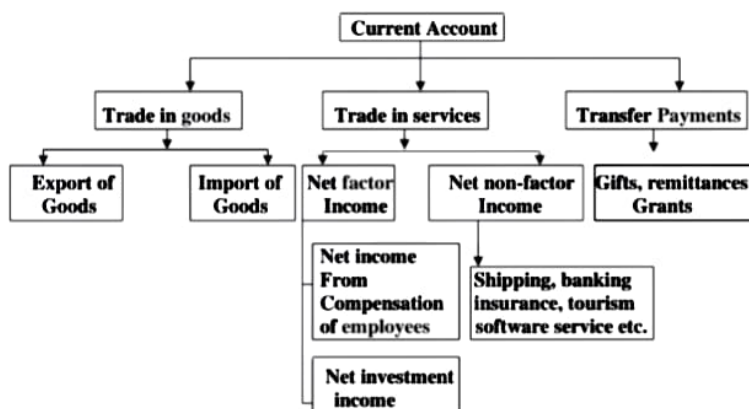 Current Account
Trade in goods
Trade in services
Transfer Payments
Export of
Goods
Import of
Goods
Net factor
Income
Net non-factor
Income
Gifts, remittances
Grants
Net income
From
Compensation
of employees
Shipping, banking
insurance, tourism
software service etc.
Net investment
income